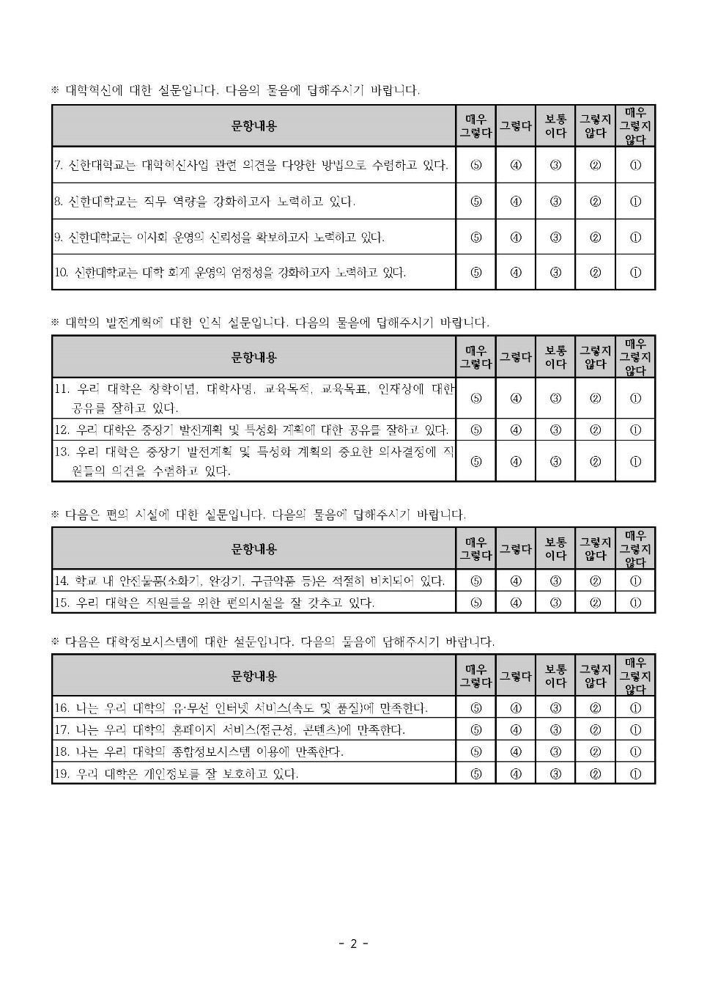 ※ 대학혁신에 대한 설문입니다. 다음의 물음에 답해주시기 바랍니다.
문항내용 매우 그렇다 그렇다 보통 이다 그렇지 않다 매우 그렇지 않다
7. 신한대학교는 대학혁신사업 관련 의견을 다양한 방법으로 수렴하고 있다. ⑤ ④ ③ ② ①
8. 신한대학교는 직무 역량을 강화하고자 노력하고 있다. ⑤ ④ ③ ② ①
9. 신한대학교는 이사회 운영의 신뢰성을 확보하고자 노력하고 있다. ⑤ ④ ③ ② ①
10. 신한대학교는 대학 회계 운영의 엄정성을 강화하고자 노력하고 있다. ⑤ ④ ③ ② ①
※ 대학의 발전계획에 대한 인식 설문입니다. 다음의 물음에 답해주시기 바랍니다.
문항내용 매우 그렇다 그렇다 보통 이다 그렇지 않다 매우 그렇지 않다
11. 우리 대학은 창학이념, 대학사명, 교육목적, 교육목표, 인재상에 대한
공유를 잘하고 있다. ⑤ ④ ③ ② ①
12. 우리 대학은 중장기 발전계획 및 특성화 계획에 대한 공유를 잘하고 있다. ⑤ ④ ③ ② ①
13. 우리 대학은 중장기 발전계획 및 특성화 계획의 중요한 의사결정에 직
원들의 의견을 수렴하고 있다. ⑤ ④ ③ ② ①
※ 다음은 편의 시설에 대한 설문입니다. 다음의 물음에 답해주시기 바랍니다.
문항내용 매우 그렇다 그렇다 보통 이다 그렇지 않다 매우 그렇지 않다
14. 학교 내 안전물품(소화기, 완강기, 구급약품 등)은 적절히 비치되어 있다. ⑤ ④ ③ ② ①
15. 우리 대학은 직원들을 위한 편의시설을 잘 갖추고 있다. ⑤ ④ ③ ② ①
※ 다음은 대학정보시스템에 대한 설문입니다. 다음의 물음에 답해주시기 바랍니다.
문항내용 매우 그렇다 그렇다 보통 이다 그렇지 않다 매우 그렇지 않다
16. 나는 우리 대학의 유·무선 인터넷 서비스(속도 및 품질)에 만족한다. ⑤ ④ ③ ② ①
17. 나는 우리 대학의 홈페이지 서비스(접근성, 콘텐츠)에 만족한다. ⑤ ④ ③ ② ①
18. 나는 우리 대학의 종합정보시스템 이용에 만족한다. ⑤ ④ ③ ② ①
19. 우리 대학은 개인정보를 잘 보호하고 있다. ⑤ ④ ③ ② ①
- 2 -